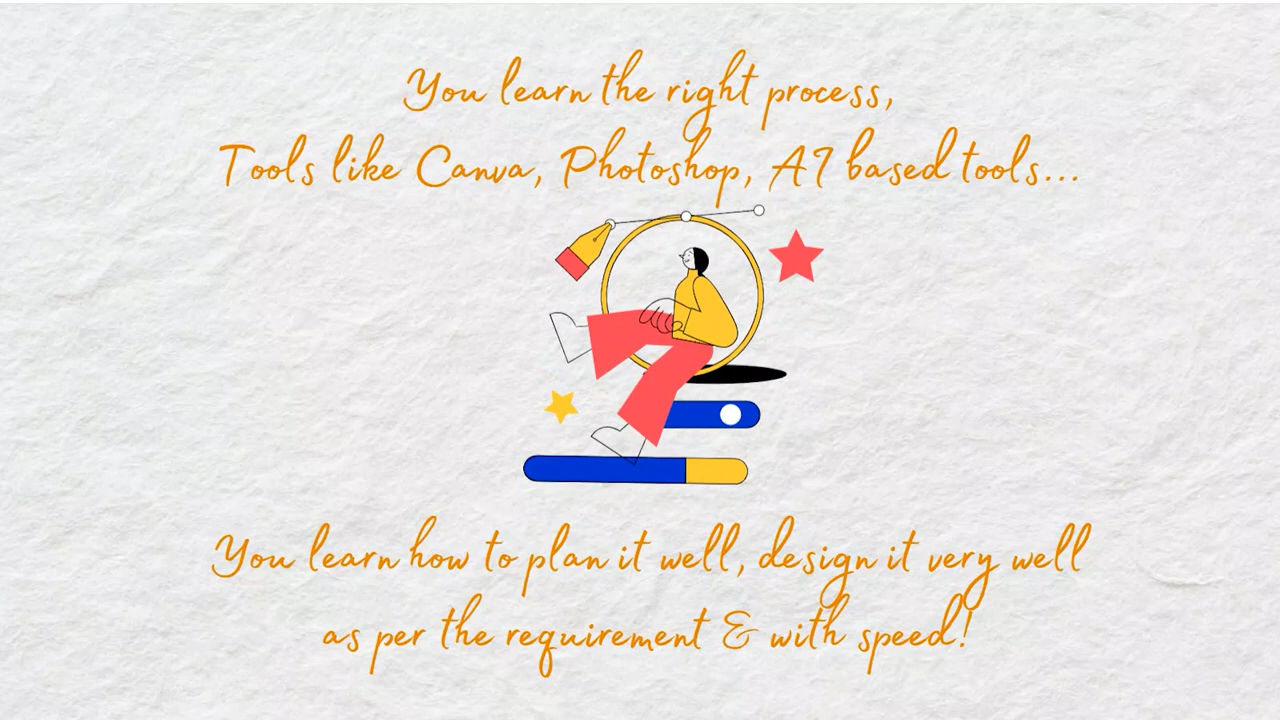 You learn the right process,
Tools like Canva, Photoshop, AI based tools...
You learn how to plan it well, design it very well
as per the requirement & with speed!